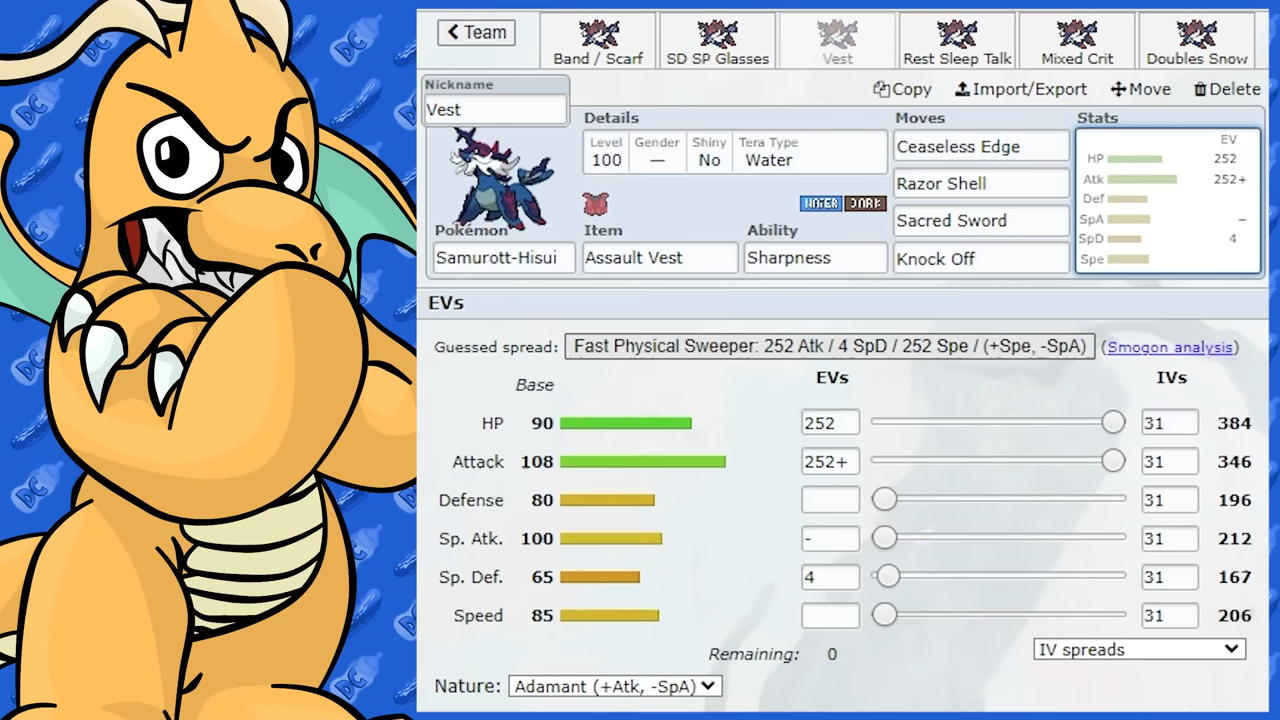 Team
Band / Scarf
SD SP Glasses
Vest
Rest Sleep Talk
Mixed Crit
Doubles Snow
Copy
Import/Export
Move
Delete
Nickname
Vest
Details
Level
100
Gender
—
Shiny
No
Tera Type
Water
WATER DARK
Pokémon
Samurott-Hisui
Item
Assault Vest
Ability
Sharpness
Moves
Ceaseless Edge
Razor Shell
Sacred Sword
Knock Off
Stats
EV
HP 252
Atk 252+
Def
SpA –
SpD 4
Spe
EVs
Guessed spread: Fast Physical Sweeper: 252 Atk / 4 SpD / 252 Spe / (+Spe, -SpA) (Smogon analysis)
Base EVs IVs
HP 90 252 31 384
Attack 108 252+ 31 346
Defense 80 31 196
Sp. Atk. 100 - 31 212
Sp. Def. 65 4 31 167
Speed 85 31 206
Remaining: 0
IV spreads
Nature: Adamant (+Atk, -SpA)
DC
DC
DC
DC
DC
DC